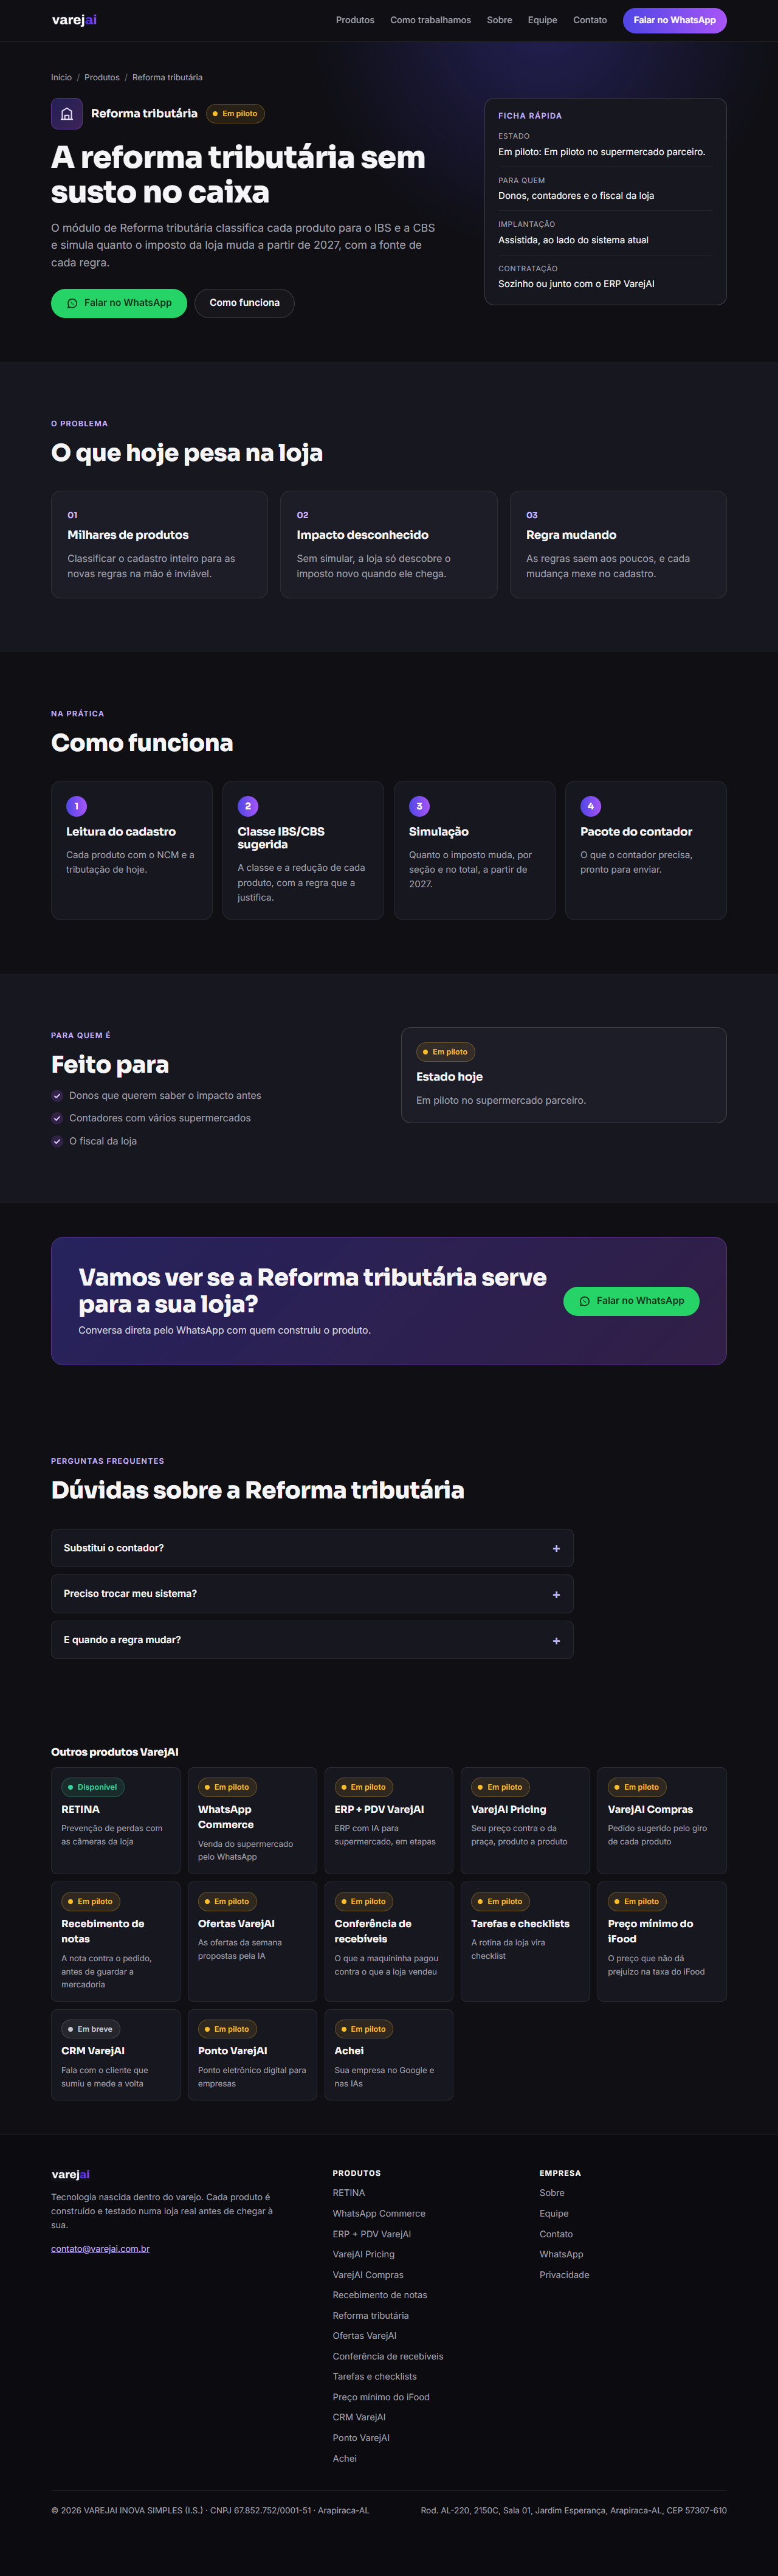 varejai
Produtos
Como trabalhamos
Sobre
Equipe
Contato
Falar no WhatsApp
Início / Produtos / Reforma tributária
Reforma tributária
Em piloto
A reforma tributária sem
susto no caixa
O módulo de Reforma tributária classifica cada produto para o IBS e a CBS
e simula quanto o imposto da loja muda a partir de 2027, com a fonte de
cada regra.
Falar no WhatsApp
Como funciona
FICHA RÁPIDA
ESTADO
Em piloto: Em piloto no supermercado parceiro.
PARA QUEM
Donos, contadores e o fiscal da loja
IMPLANTAÇÃO
Assistida, ao lado do sistema atual
CONTRATAÇÃO
Sozinho ou junto com o ERP VarejAI
O PROBLEMA
O que hoje pesa na loja
01
Milhares de produtos
Classificar o cadastro inteiro para as
novas regras na mão é inviável.
02
Impacto desconhecido
Sem simular, a loja só descobre o
imposto novo quando ele chega.
03
Regra mudando
As regras saem aos poucos, e cada
mudança mexe no cadastro.
NA PRÁTICA
Como funciona
1
Leitura do cadastro
Cada produto com o NCM e a
tributação de hoje.
2
Classe IBS/CBS
sugerida
A classe e a redução de cada
produto, com a regra que a
justifica.
3
Simulação
Quanto o imposto muda, por
seção e no total, a partir de
2027.
4
Pacote do contador
O que o contador precisa,
pronto para enviar.
PARA QUEM É
Feito para
Donos que querem saber o impacto antes
Contadores com vários supermercados
O fiscal da loja
Em piloto
Estado hoje
Em piloto no supermercado parceiro.
Vamos ver se a Reforma tributária serve
para a sua loja?
Conversa direta pelo WhatsApp com quem construiu o produto.
Falar no WhatsApp
PERGUNTAS FREQUENTES
Dúvidas sobre a Reforma tributária
Substitui o contador? +
Preciso trocar meu sistema? +
E quando a regra mudar? +
Outros produtos VarejAI
Disponível
RETINA
Prevenção de perdas com
as câmeras da loja
Em piloto
WhatsApp
Commerce
Venda do supermercado
pelo WhatsApp
Em piloto
ERP + PDV VarejAI
ERP com IA para
supermercado, em etapas
Em piloto
VarejAI Pricing
Seu preço contra o da
praça, produto a produto
Em piloto
VarejAI Compras
Pedido sugerido pelo giro
de cada produto
Em piloto
Recebimento de
notas
A nota contra o pedido,
antes de guardar a
mercadoria
Em piloto
Ofertas VarejAI
As ofertas da semana
propostas pela IA
Em piloto
Conferência de
recebíveis
O que a maquininha pagou
contra o que a loja vendeu
Em piloto
Tarefas e checklists
A rotina da loja vira
checklist
Em piloto
Preço mínimo do
iFood
O preço que não dá
prejuízo na taxa do iFood
Em breve
CRM VarejAI
Fala com o cliente que
sumiu e mede a volta
Em piloto
Ponto VarejAI
Ponto eletrônico digital para
empresas
Em piloto
Achei
Sua empresa no Google e
nas IAs
varejai
Tecnologia nascida dentro do varejo. Cada produto é
construído e testado numa loja real antes de chegar à
sua.
contato@varejai.com.br
PRODUTOS
RETINA
WhatsApp Commerce
ERP + PDV VarejAI
VarejAI Pricing
VarejAI Compras
Recebimento de notas
Reforma tributária
Ofertas VarejAI
Conferência de recebíveis
Tarefas e checklists
Preço mínimo do iFood
CRM VarejAI
Ponto VarejAI
Achei
EMPRESA
Sobre
Equipe
Contato
WhatsApp
Privacidade
© 2026 VAREJAI INOVA SIMPLES (I.S.) · CNPJ 67.852.752/0001-51 · Arapiraca-AL
Rod. AL-220, 2150C, Sala 01, Jardim Esperança, Arapiraca-AL, CEP 57307-610